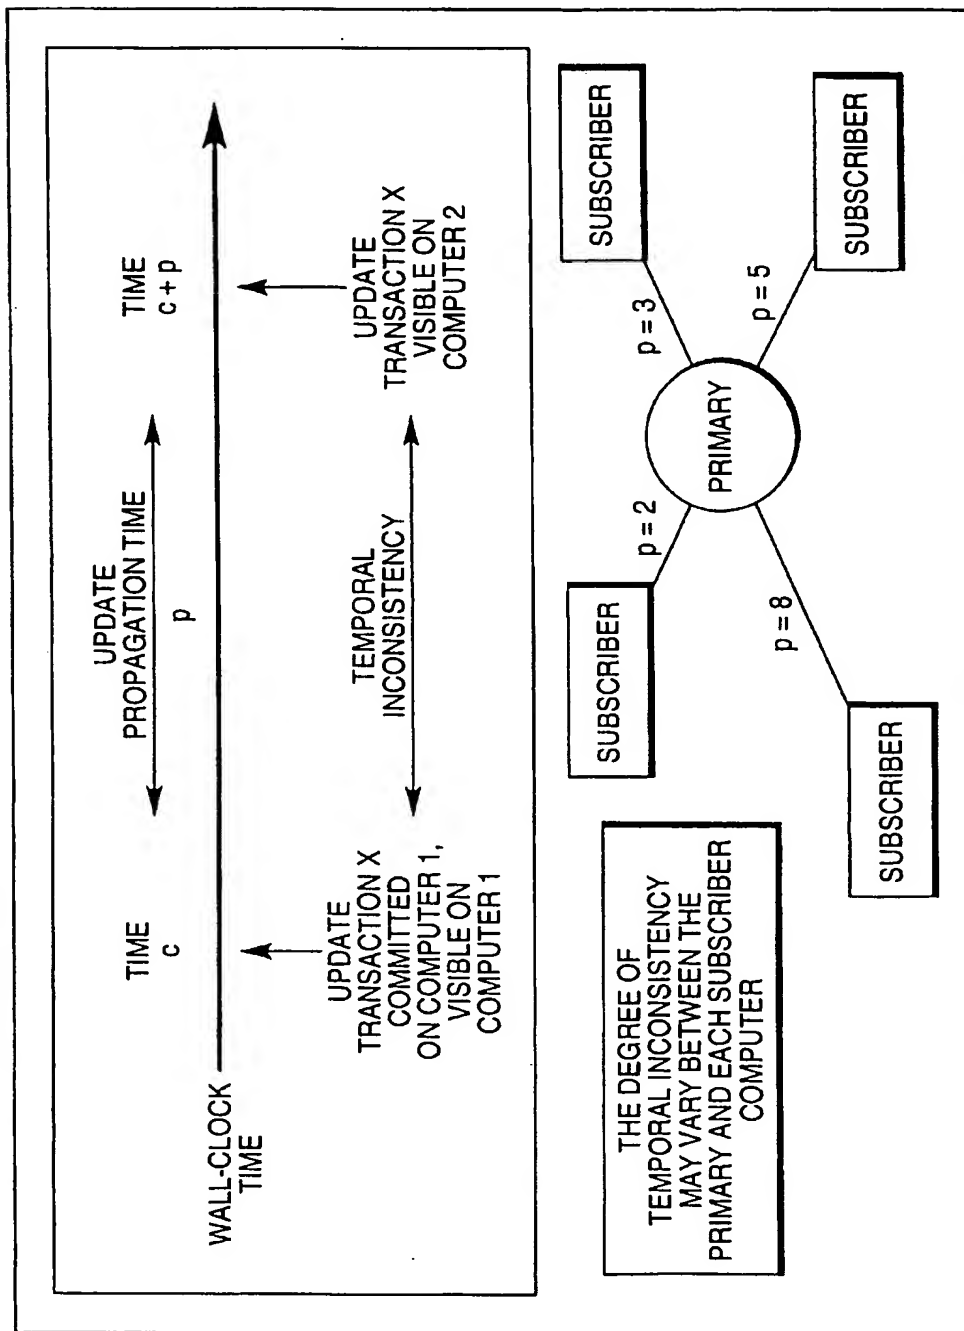 TIME
c
UPDATE
PROPAGATION TIME
p
TIME
c + p
WALL-CLOCK
TIME
UPDATE
TRANSACTION X
COMMITTED
ON COMPUTER 1,
VISIBLE ON
COMPUTER 1
TEMPORAL
INCONSISTENCY
UPDATE
TRANSACTION X
VISIBLE ON
COMPUTER 2
THE DEGREE OF
TEMPORAL INCONSISTENCY
MAY VARY BETWEEN THE
PRIMARY AND EACH SUBSCRIBER
COMPUTER
SUBSCRIBER
p = 2
SUBSCRIBER
p = 3
PRIMARY
SUBSCRIBER
p = 8
SUBSCRIBER
p = 5